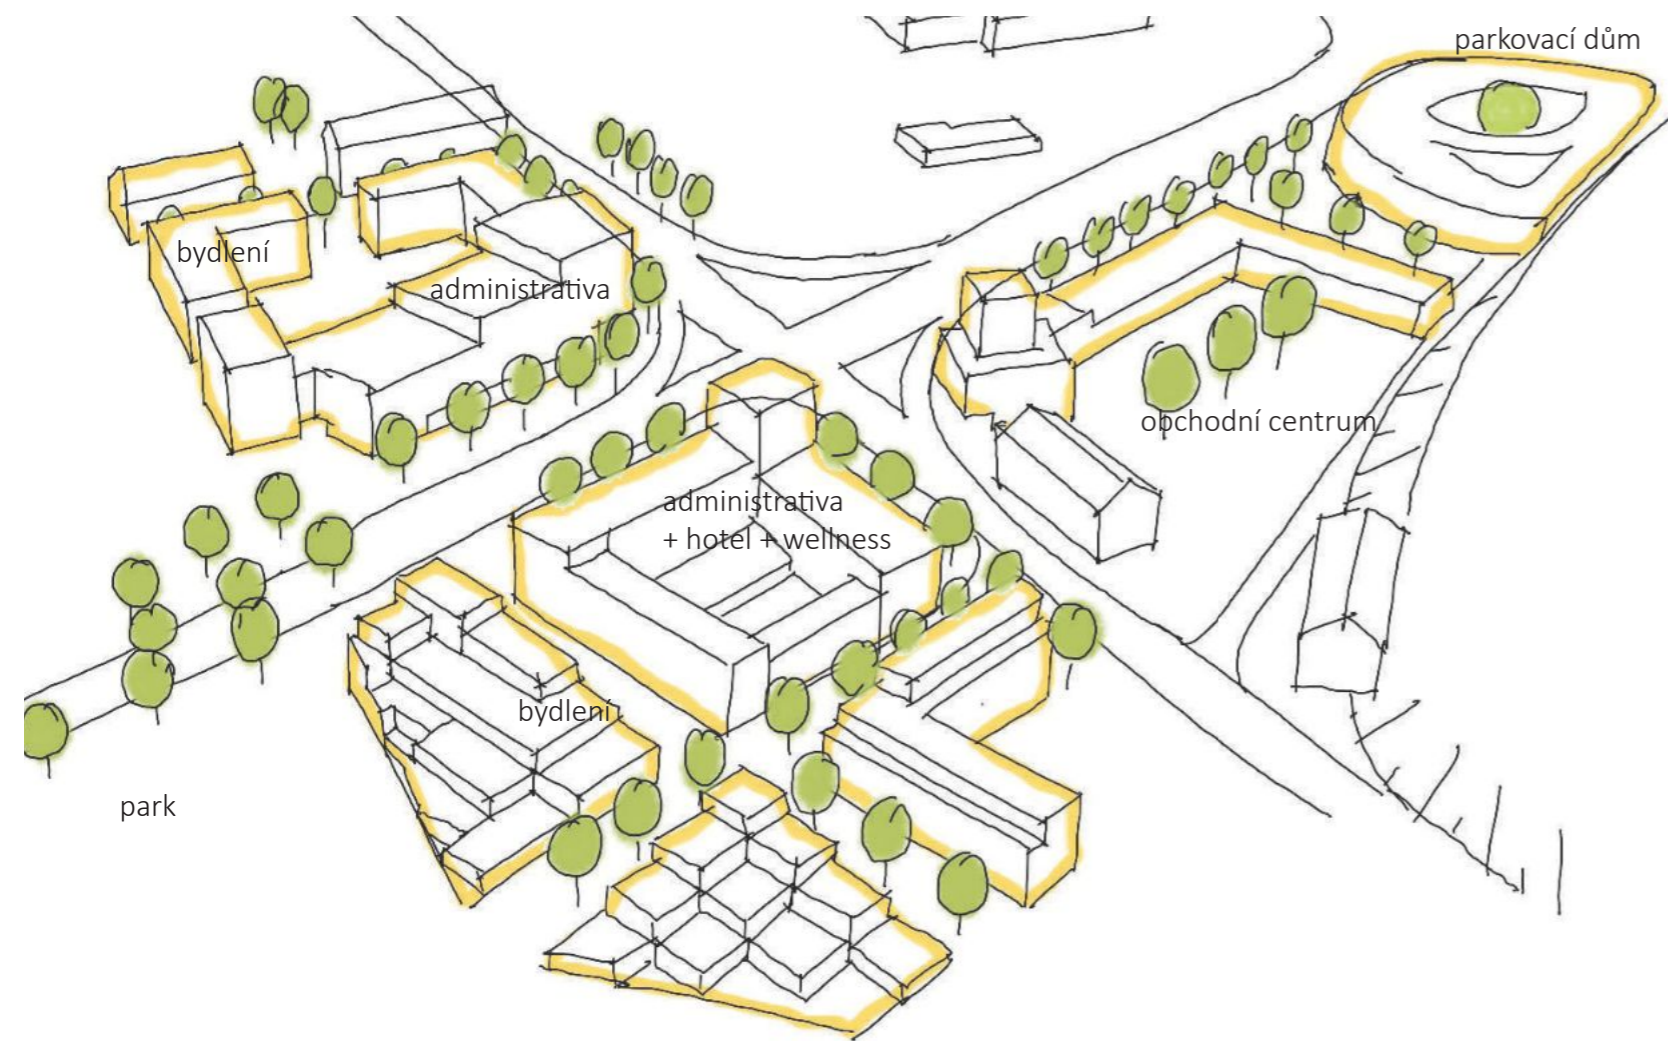 parkovací dům
bydlení
administrativa
obchodní centrum
administrativa
+ hotel + wellness
bydlení
park